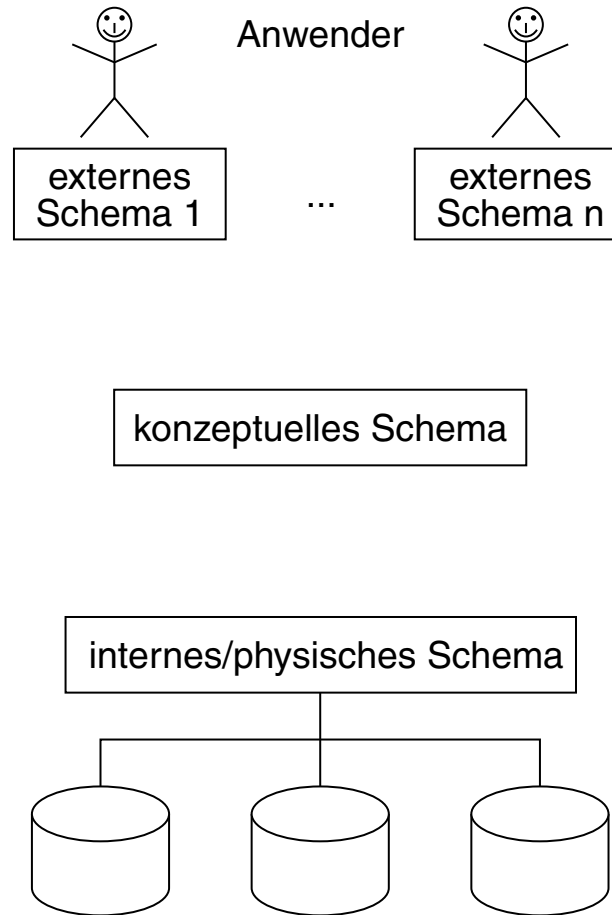 Anwender
externes
Schema 1
...
externes
Schema n
konzeptuelles Schema
internes/physisches Schema